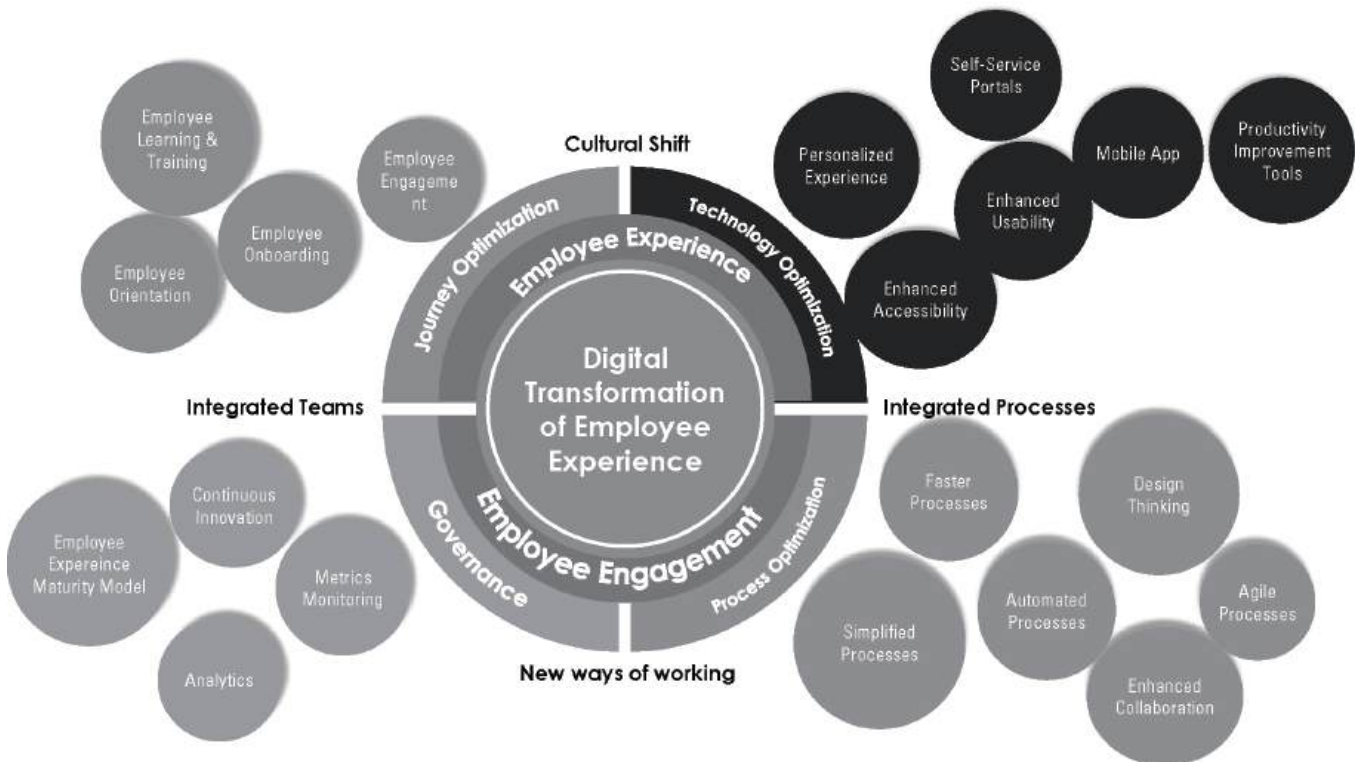 Employee
Learning &
Training
Employee
Engageme
nt
Employee
Onboarding
Employee
Orientation
Cultural Shift
Self-Service
Portals
Personalized
Experience
Mobile App
Productivity
Improvement
Tools
Enhanced
Usability
Enhanced
Accessibility
Journey Optimization
Employee Experience
Technology Optimization
Digital
Transformation
of Employee
Experience
Integrated Teams
Integrated Processes
Governance
Employee Engagement
Process Optimization
New ways of working
Continuous
Innovation
Employee
Expereince
Maturity Model
Metrics
Monitoring
Analytics
Faster
Processes
Design
Thinking
Simplified
Processes
Automated
Processes
Agile
Processes
Enhanced
Collaboration